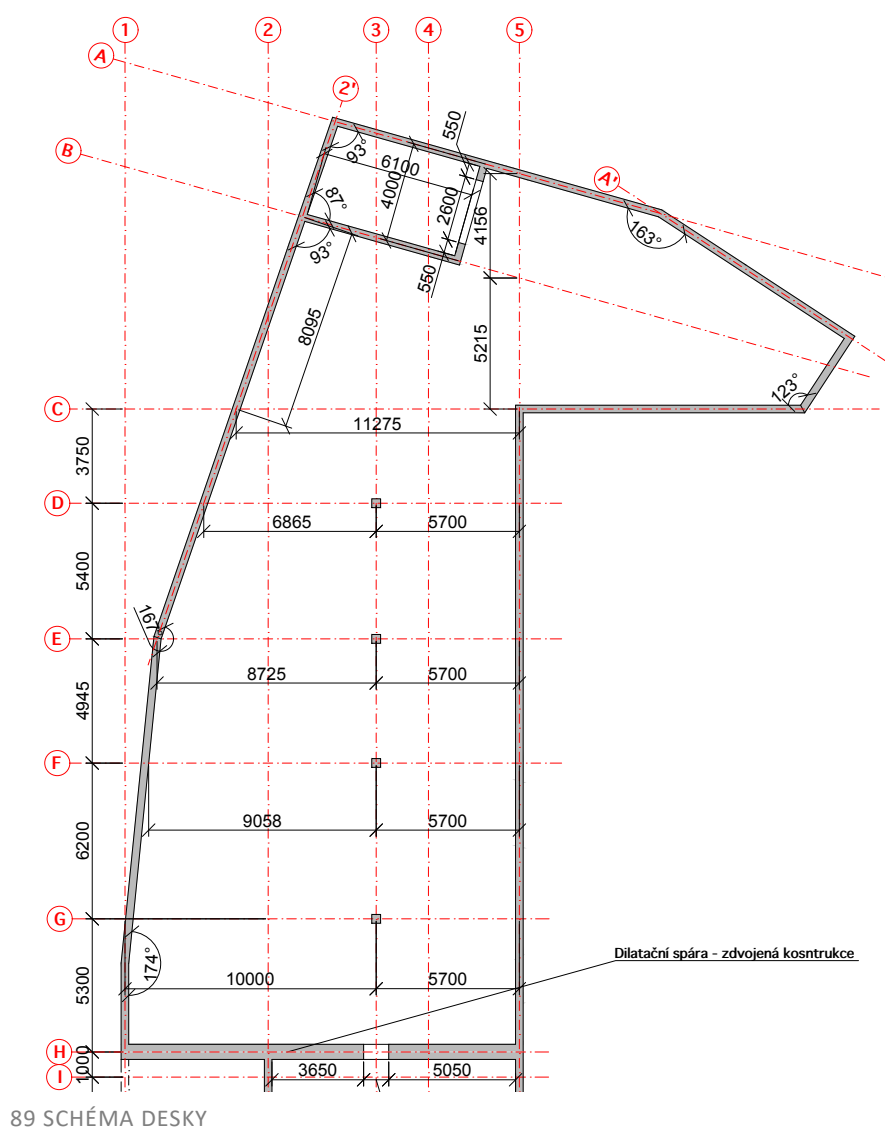 1 2 3 4 5
A
2'
B
A'
550
93°
6100
4000
87°
2600
4156
93°
163°
550
8095
5215
123°
C
11275
3750
D
6865 5700
5400
167°
E
8725 5700
4945
F
9058 5700
6200
G
174°
Dilatační spára - zdvojená kosntrukce
10000 5700
5300
H
1000
I
3650 5050
89 SCHÉMA DESKY